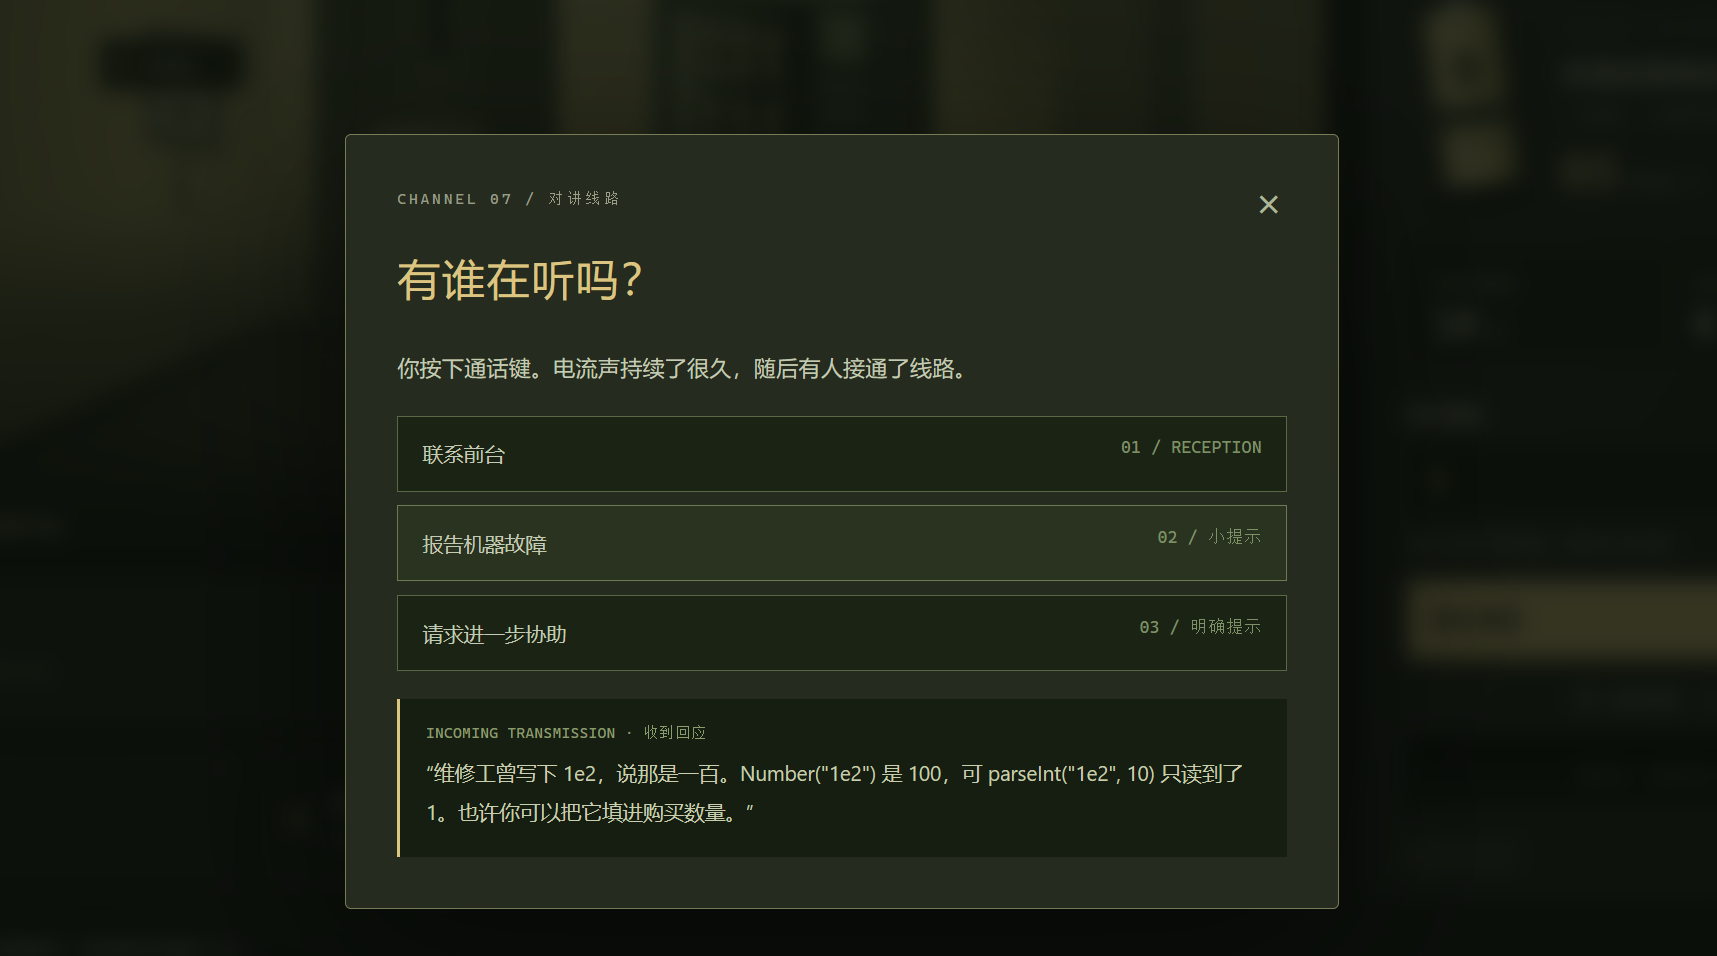 CHANNEL 07 / 对讲线路
×
有谁在听吗？
你按下通话键。电流声持续了很久，随后有人接通了线路。
联系前台
01 / RECEPTION
报告机器故障
02 / 小提示
请求进一步协助
03 / 明确提示
INCOMING TRANSMISSION · 收到回应
“维修工曾写下 1e2，说那是一百。Number("1e2") 是 100，可 parseInt("1e2", 10) 只读到了
1。也许你可以把它填进购买数量。”